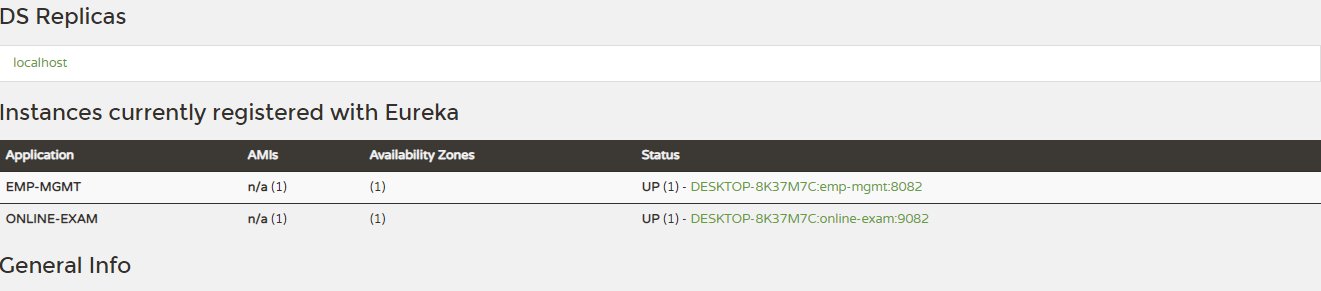 DS Replicas
localhost
Instances currently registered with Eureka
Application AMIs Availability Zones Status
EMP-MGMT n/a (1) (1) UP (1) - DESKTOP-8K37M7C:emp-mgmt:8082
ONLINE-EXAM n/a (1) (1) UP (1) - DESKTOP-8K37M7C:online-exam:9082
General Info